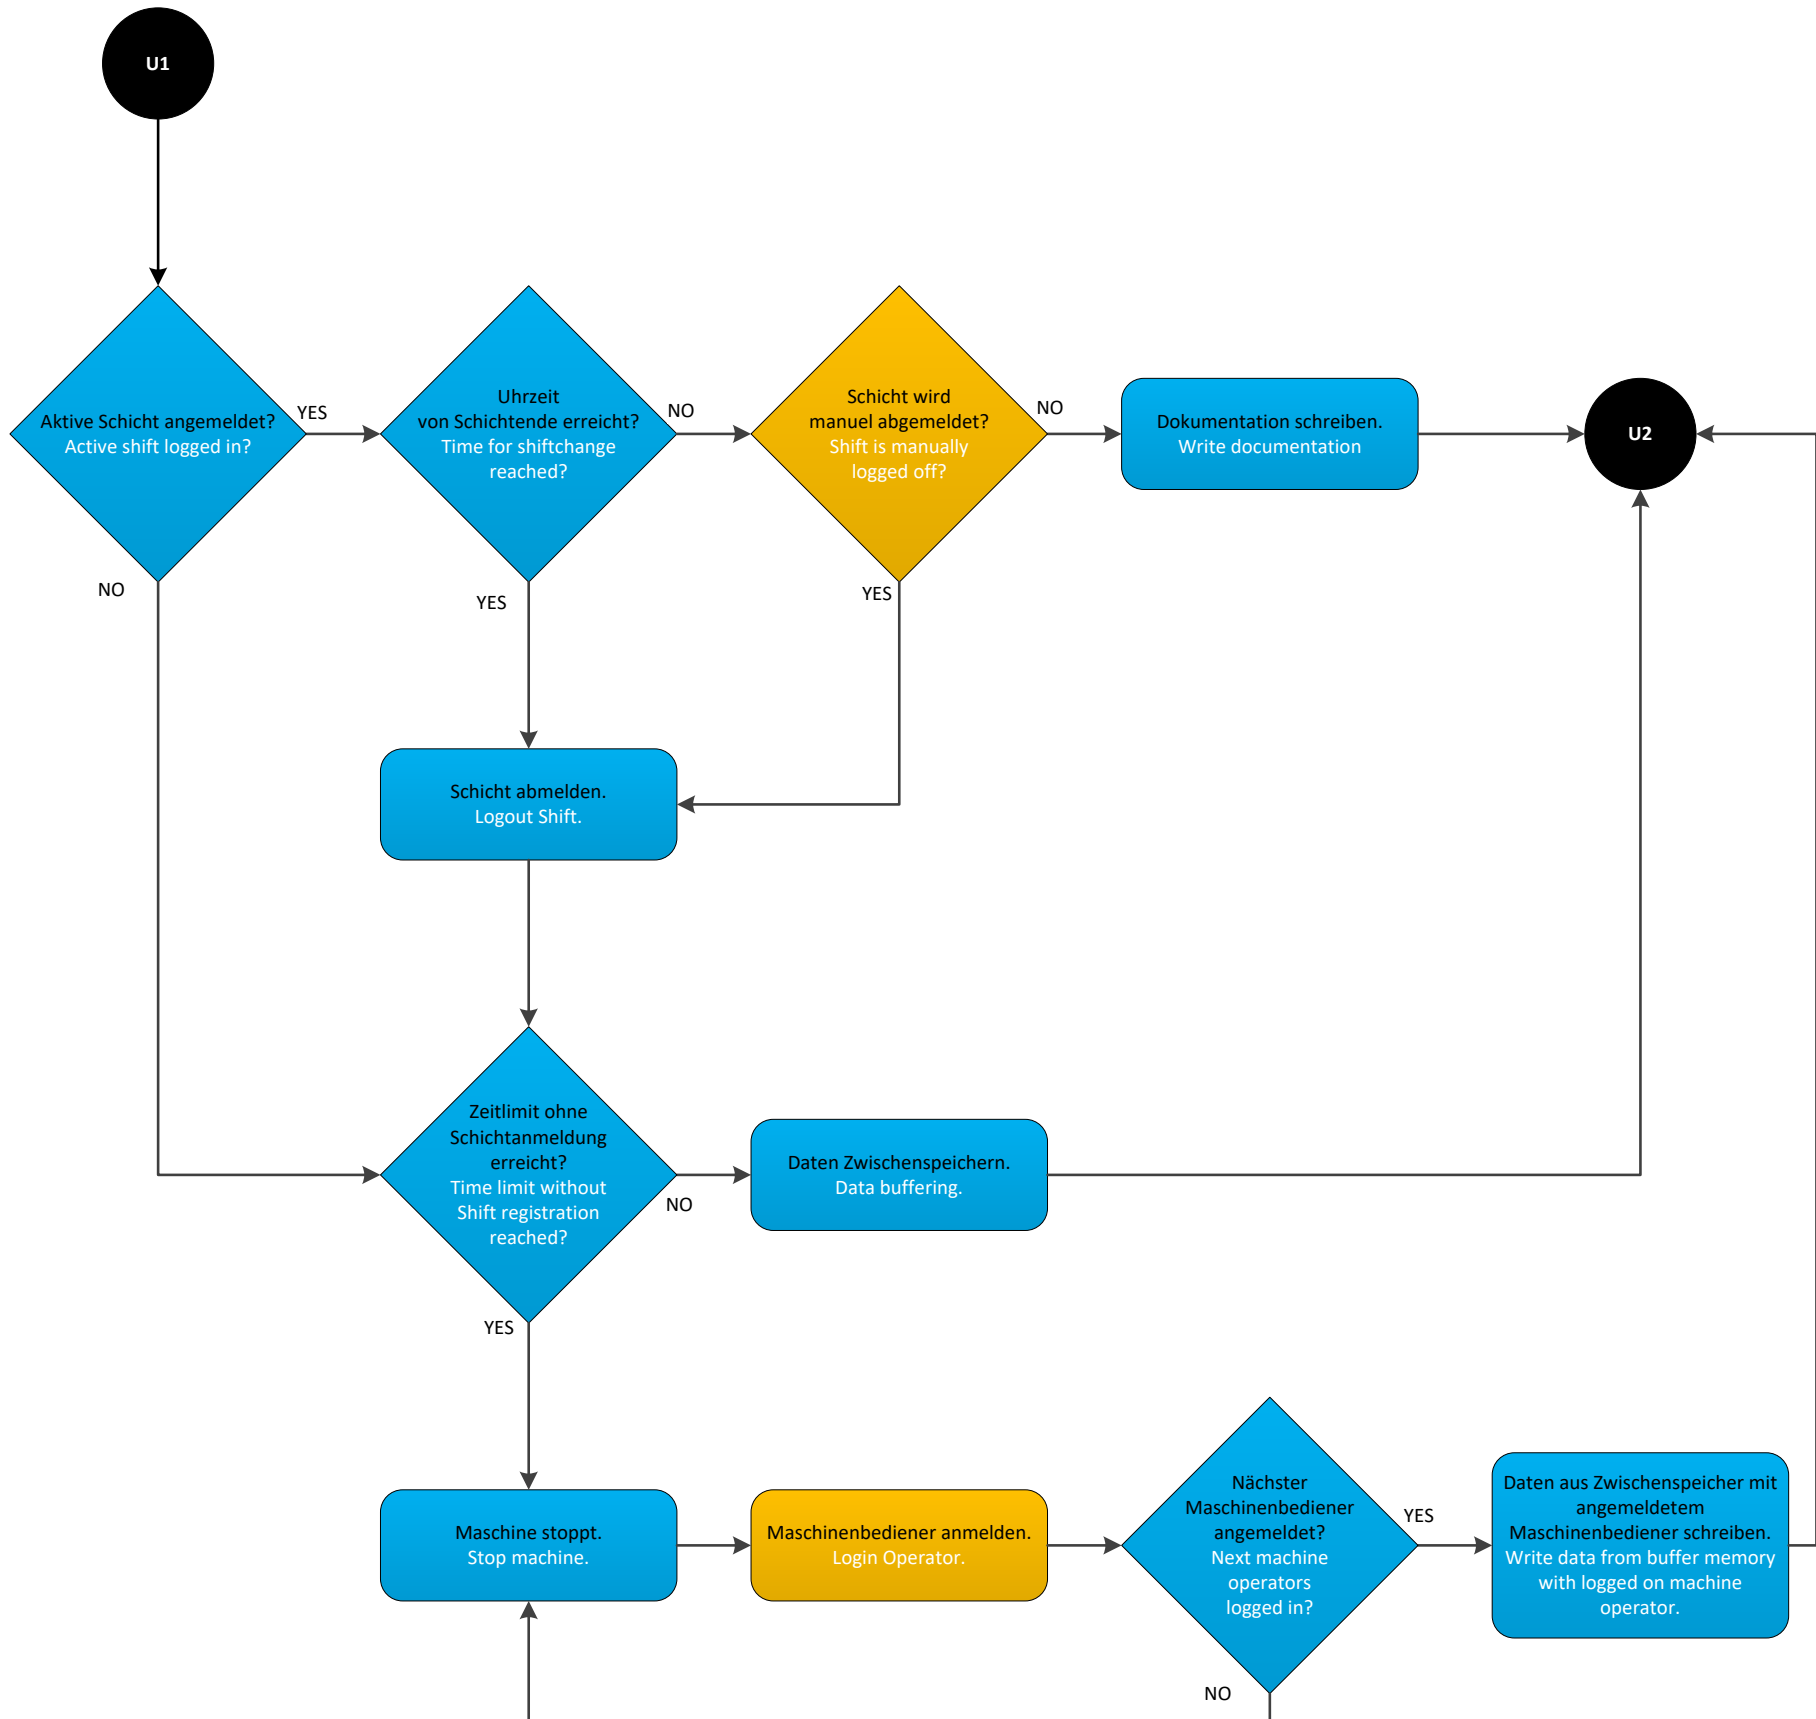 U1
Aktive Schicht angemeldet?
Active shift logged in?
YES
NO
Uhrzeit
von Schichtende erreicht?
Time for shiftchange
reached?
NO
YES
Schicht wird
manuel abgemeldet?
Shift is manually
logged off?
NO
YES
Dokumentation schreiben.
Write documentation
U2
Schicht abmelden.
Logout Shift.
Zeitlimit ohne
Schichtanmeldung
erreicht?
Time limit without
Shift registration
reached?
NO
YES
Daten Zwischenspeichern.
Data buffering.
Maschine stoppt.
Stop machine.
Maschinenbediener anmelden.
Login Operator.
Nächster
Maschinenbediener
angemeldet?
Next machine
operators
logged in?
YES
NO
Daten aus Zwischenspeicher mit
angemeldetem
Maschinenbediener schreiben.
Write data from buffer memory
with logged on machine
operator.